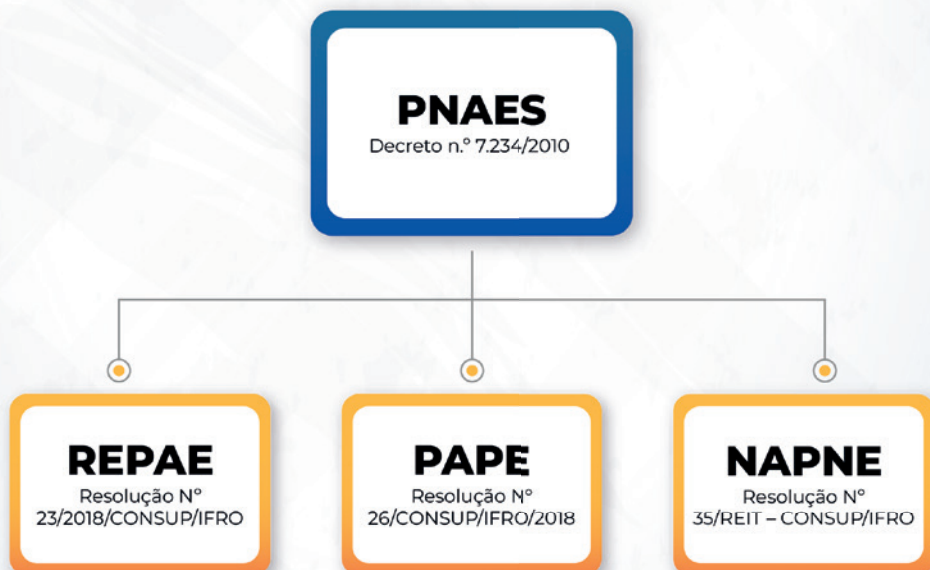 PNAES
Decreto n.º 7.234/2010
REPAE
Resolução Nº
23/2018/CONSUP/IFRO
PAPE
Resolução Nº
26/CONSUP/IFRO/2018
NAPNE
Resolução Nº
35/REIT – CONSUP/IFRO